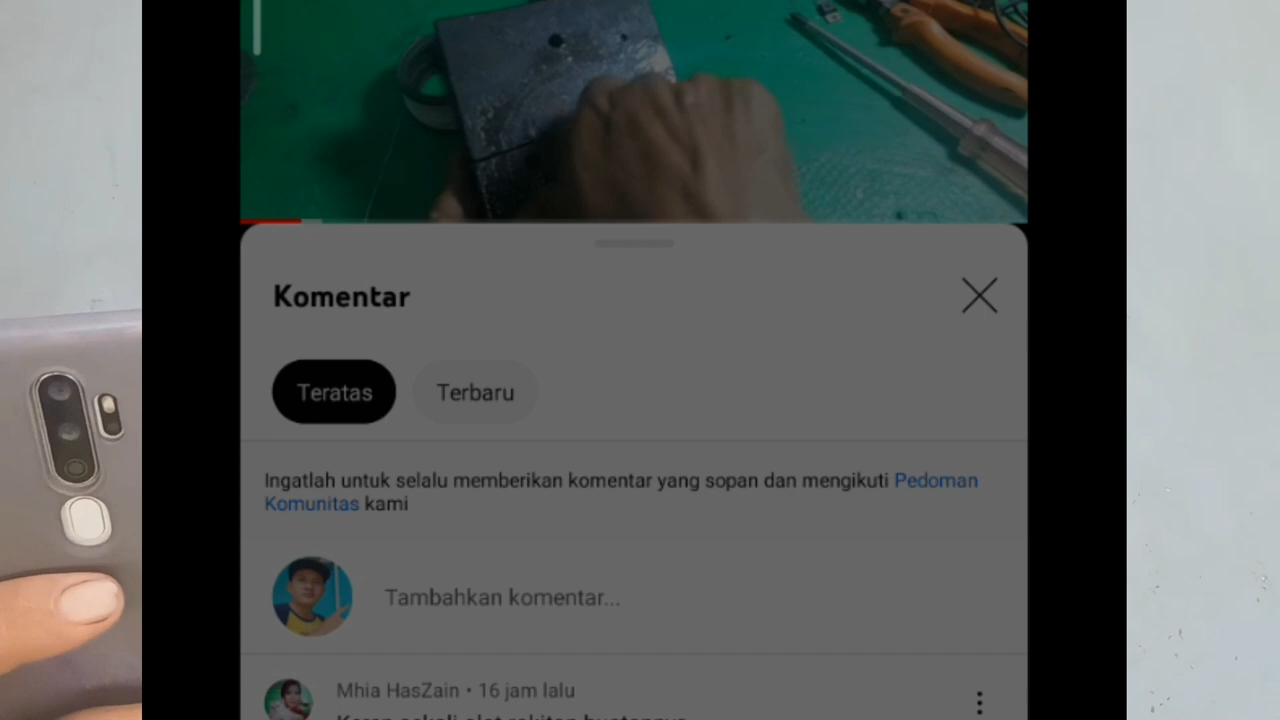 Komentar
Teratas
Terbaru
Ingatlah untuk selalu memberikan komentar yang sopan dan mengikuti Pedoman
Komunitas kami
Tambahkan komentar...
Mhia HasZain • 16 jam lalu